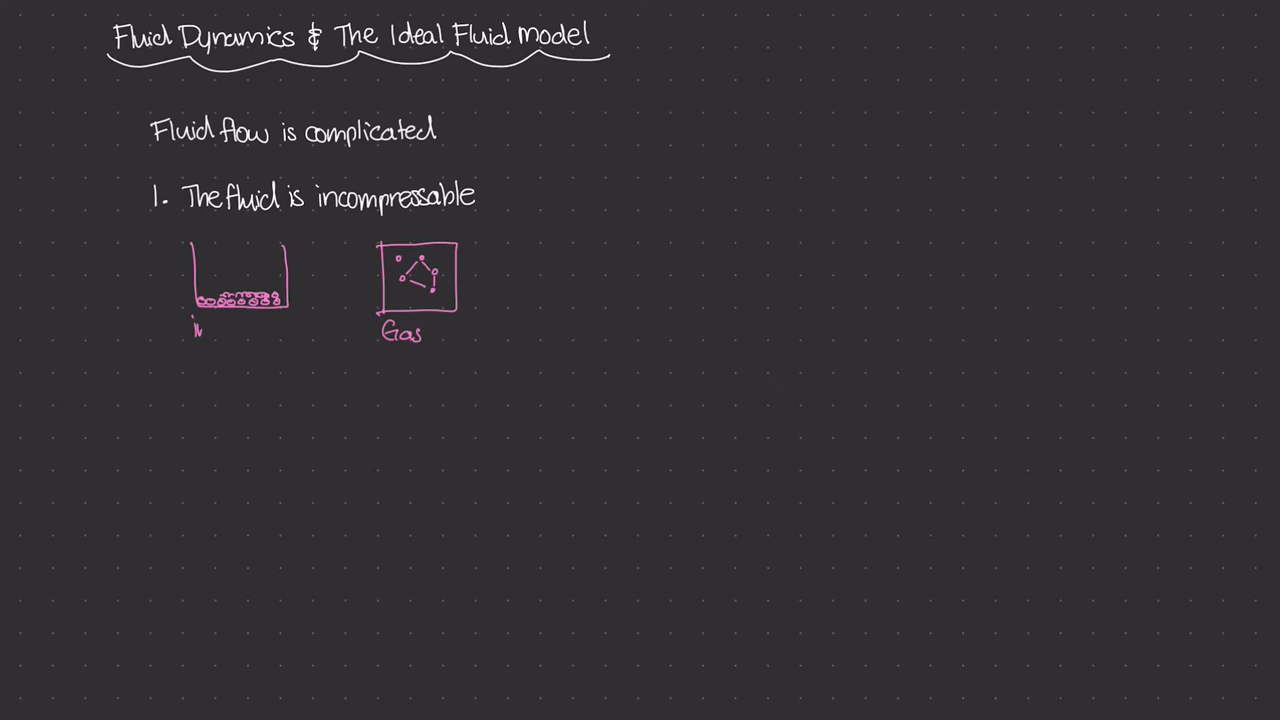 Fluid Dynamics & The Ideal Fluid model
Fluid flow is complicated
1. The fluid is incompressable
Gas